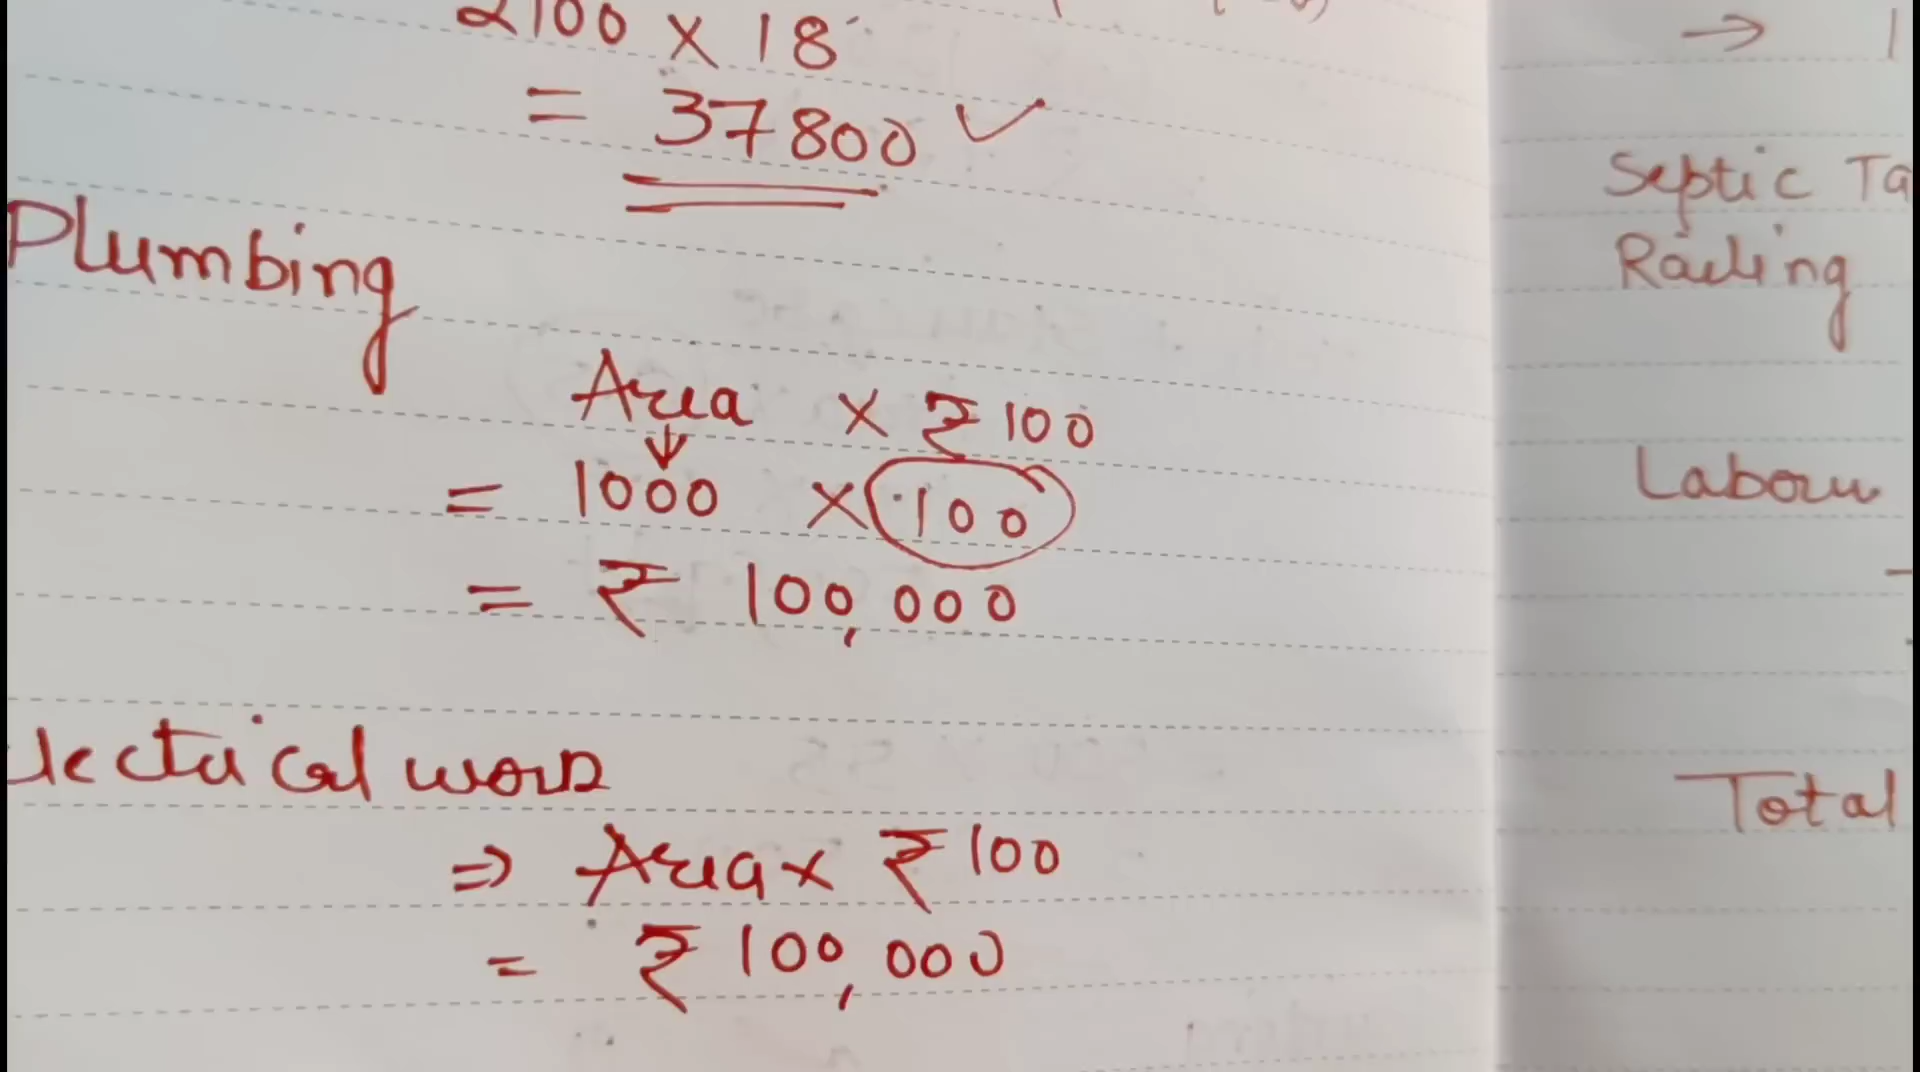 2100 × 18
= 37800 ✓
Plumbing
Area × ₹100
↓
= 1000 × 100
= ₹ 100,000
lectrical work
⇒ Area × ₹100
= ₹ 100,000
→ 1
Septic Ta
Railing
Labour
Total